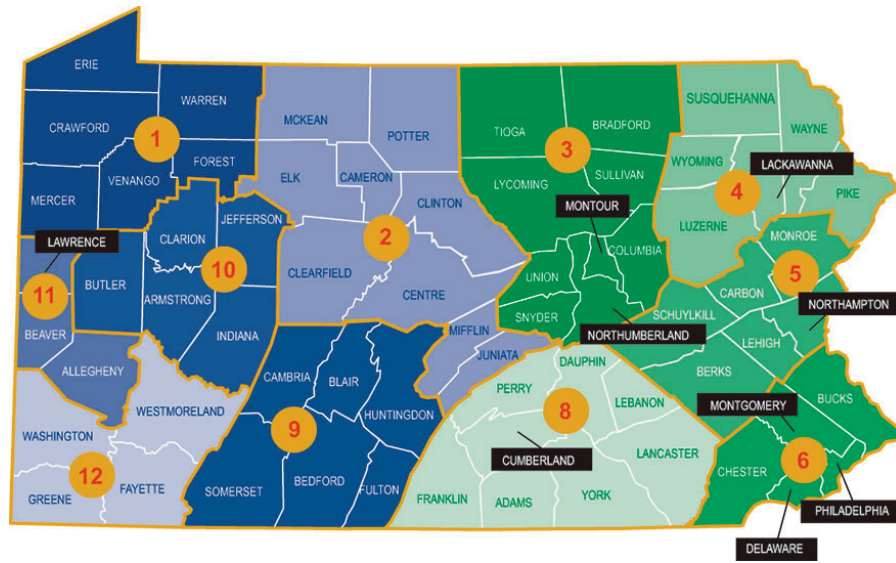 ERIE
WARREN
CRAWFORD
1
FOREST
VENANGO
MERCER
MCKEAN
POTTER
ELK
CAMERON
CLINTON
2
CLEARFIELD
CENTRE
MIFFLIN
JUNIATA
TIOGA
BRADFORD
3
LYCOMING
SULLIVAN
MONTOUR
COLUMBIA
UNION
SNYDER
NORTHUMBERLAND
SUSQUEHANNA
WAYNE
WYOMING
LACKAWANNA
4
PIKE
LUZERNE
MONROE
5
CARBON
NORTHAMPTON
SCHUYLKILL
LEHIGH
BERKS
MONTGOMERY
BUCKS
6
CHESTER
PHILADELPHIA
DELAWARE
DAUPHIN
PERRY
8
LEBANON
CUMBERLAND
LANCASTER
FRANKLIN
ADAMS
YORK
CAMBRIA
BLAIR
HUNTINGDON
9
SOMERSET
BEDFORD
FULTON
JEFFERSON
CLARION
10
ARMSTRONG
INDIANA
BUTLER
LAWRENCE
11
BEAVER
ALLEGHENY
WESTMORELAND
WASHINGTON
12
GREENE
FAYETTE